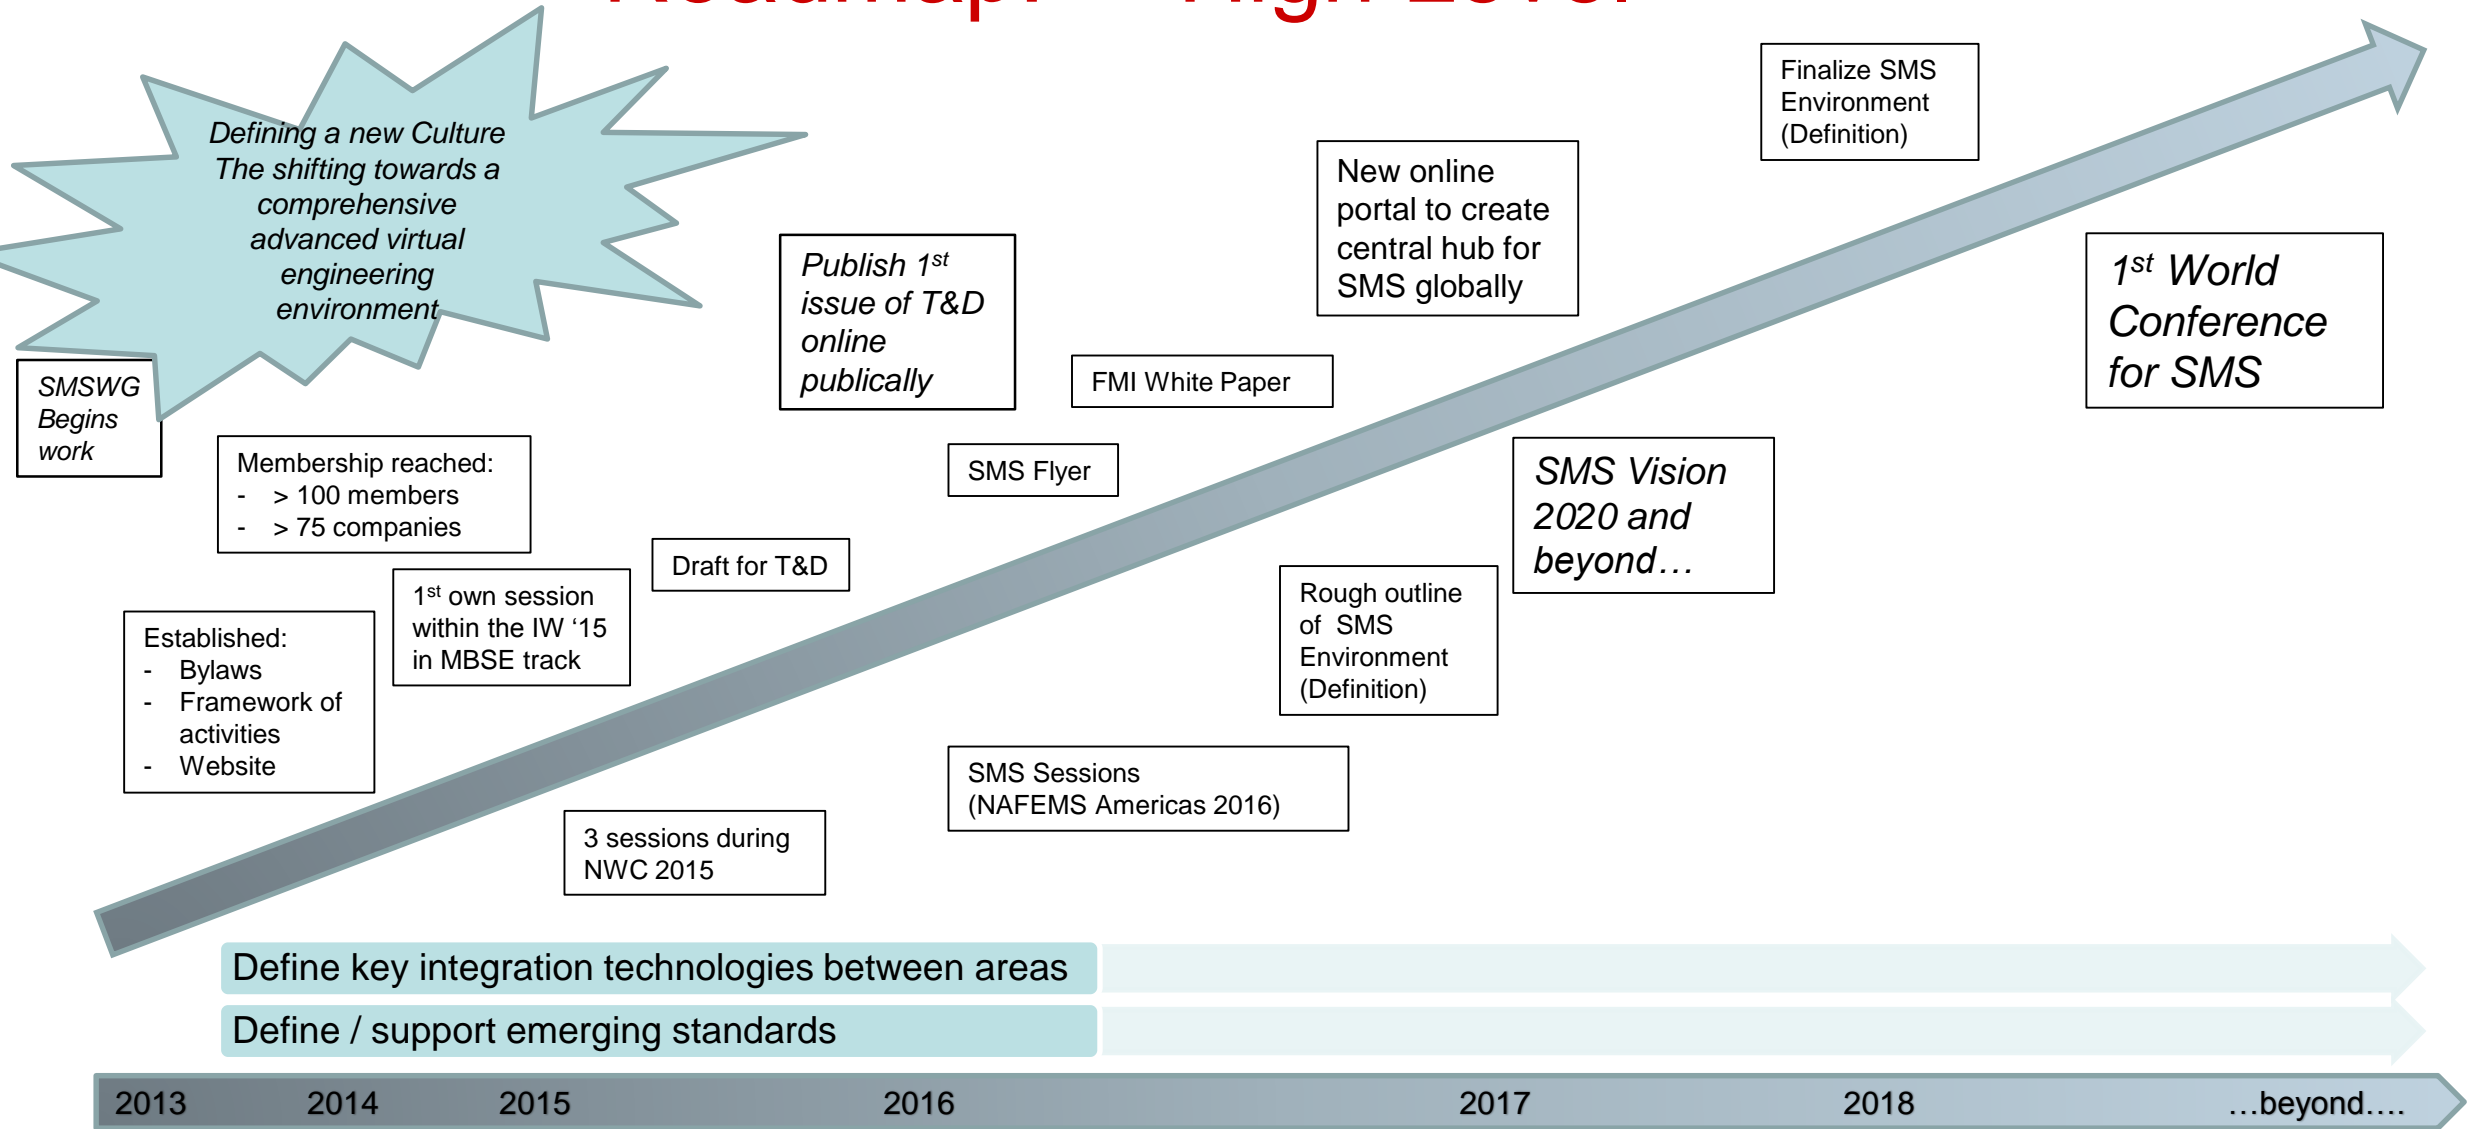 Roadmap:
High Level
Defining a new Culture
The shifting towards a
comprehensive
advanced virtual
engineering
environment
SMSWG
Begins
work
Membership reached:
- > 100 members
- > 75 companies
Established:
- Bylaws
- Framework of
activities
- Website
1st own session
within the IW ‘15
in MBSE track
Draft for T&D
3 sessions during
NWC 2015
Publish 1st
issue of T&D
online
publically
SMS Flyer
FMI White Paper
SMS Sessions
(NAFEMS Americas 2016)
New online
portal to create
central hub for
SMS globally
Rough outline
of SMS
Environment
(Definition)
SMS Vision
2020 and
beyond…
Finalize SMS
Environment
(Definition)
1st World
Conference
for SMS
Define key integration technologies between areas
Define / support emerging standards
2013 2014 2015 2016 2017 2018 …beyond….